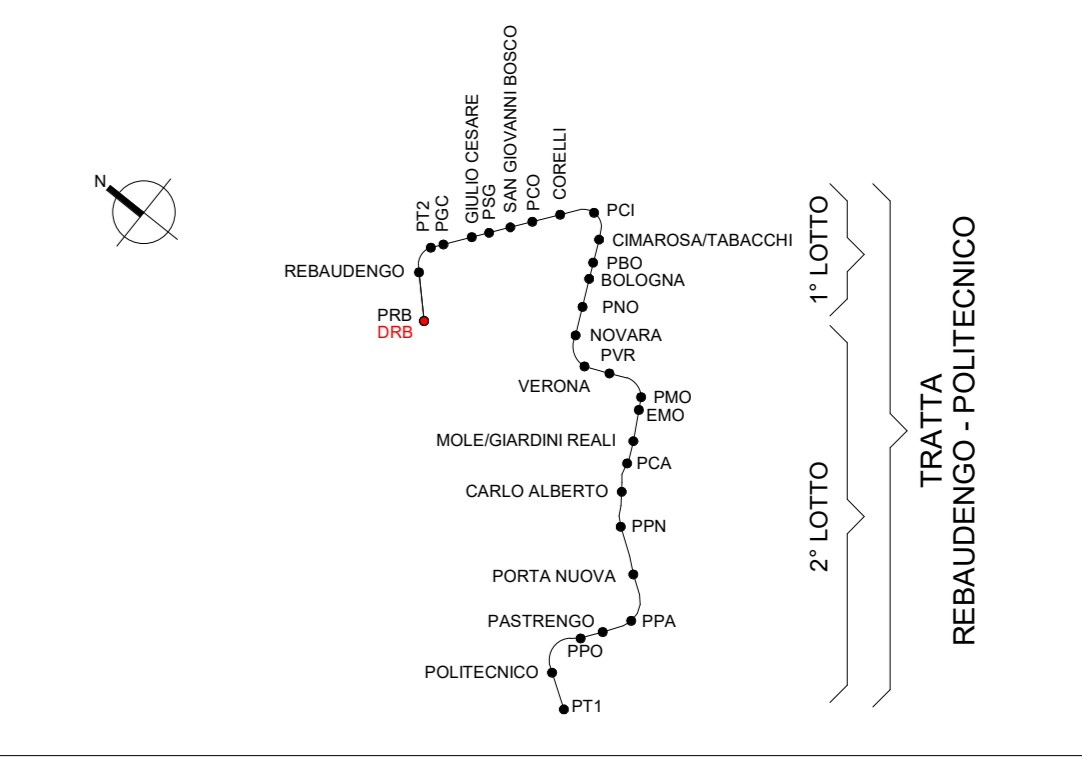 N
REBAUDENGO
PRB
DRB
PT2
PGC
GIULIO CESARE
PSG
SAN GIOVANNI BOSCO
PCO
CORELLI
PCI
CIMAROSA/TABACCHI
PBO
BOLOGNA
PNO
NOVARA
PVR
VERONA
PMO
EMO
MOLE/GIARDINI REALI
PCA
CARLO ALBERTO
PPN
PORTA NUOVA
PPA
PASTRENGO
PPO
POLITECNICO
PT1
1° LOTTO
2° LOTTO
TRATTA
REBAUDENGO - POLITECNICO